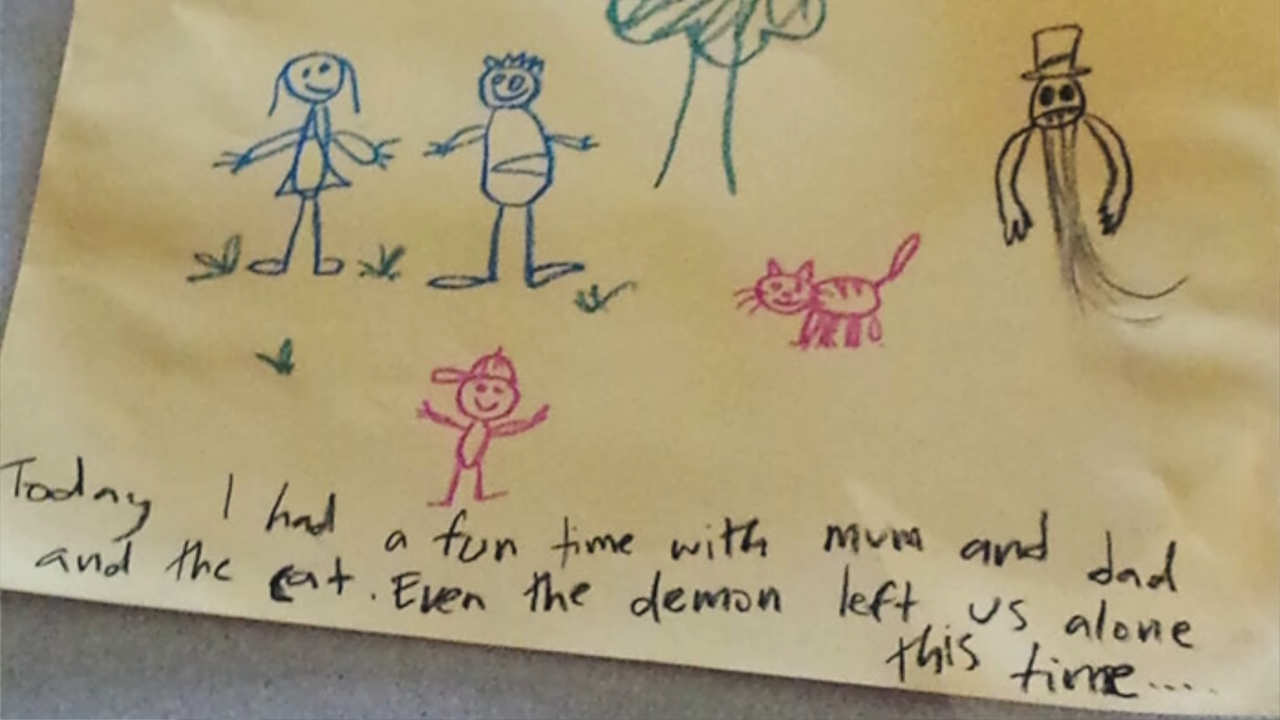 Today I had a fun time with mum and dad
and the cat. Even the demon left us alone
this time.....